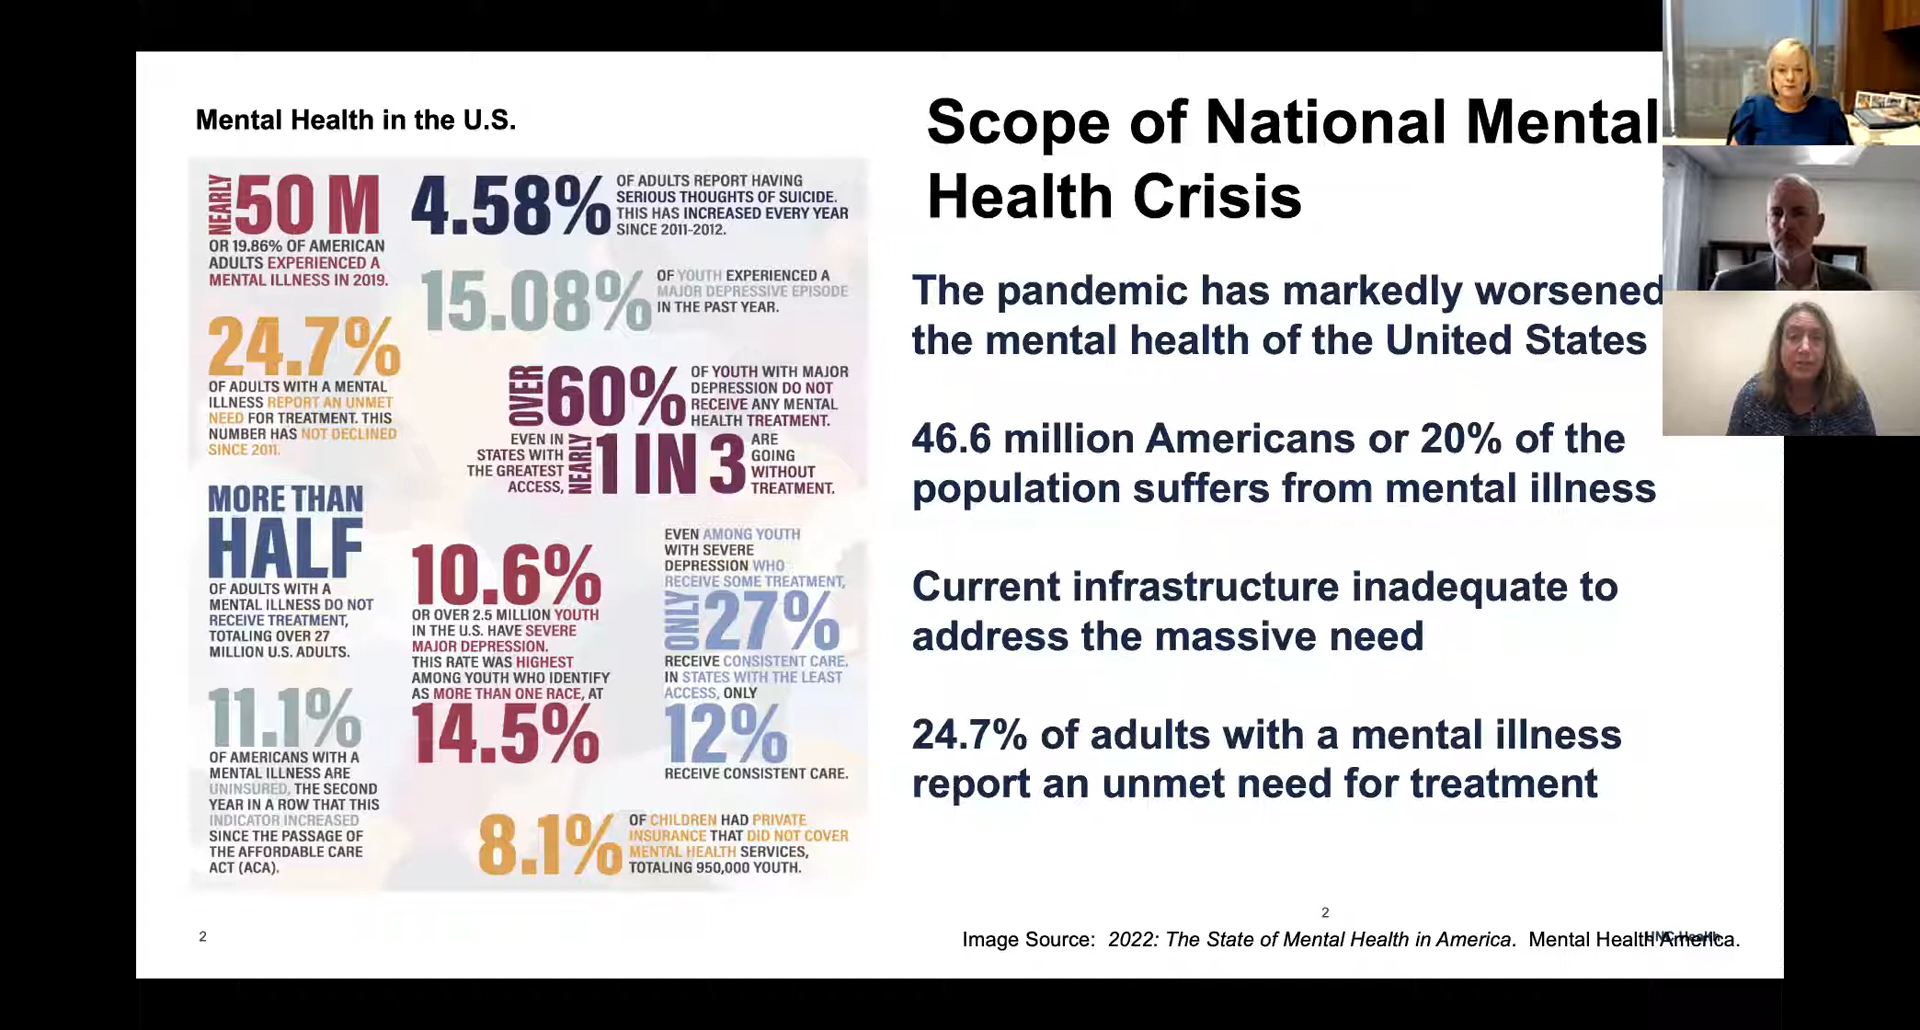 Mental Health in the U.S.
NEARLY 50 M
OR 19.86% OF AMERICAN
ADULTS EXPERIENCED A
MENTAL ILLNESS IN 2019.
4.58%
OF ADULTS REPORT HAVING
SERIOUS THOUGHTS OF SUICIDE.
THIS HAS INCREASED EVERY YEAR
SINCE 2011-2012.
15.08%
OF YOUTH EXPERIENCED A
MAJOR DEPRESSIVE EPISODE
IN THE PAST YEAR.
24.7%
OF ADULTS WITH A MENTAL
ILLNESS REPORT AN UNMET
NEED FOR TREATMENT. THIS
NUMBER HAS NOT DECLINED
SINCE 2011.
OVER 60%
OF YOUTH WITH MAJOR
DEPRESSION DO NOT
RECEIVE ANY MENTAL
HEALTH TREATMENT.
EVEN IN
STATES WITH
THE GREATEST
ACCESS,
NEARLY 1 IN 3
ARE
GOING
WITHOUT
TREATMENT.
MORE THAN
HALF
OF ADULTS WITH A
MENTAL ILLNESS DO NOT
RECEIVE TREATMENT,
TOTALING OVER 27
MILLION U.S. ADULTS.
10.6%
OR OVER 2.5 MILLION YOUTH
IN THE U.S. HAVE SEVERE
MAJOR DEPRESSION.
THIS RATE WAS HIGHEST
AMONG YOUTH WHO IDENTIFY
AS MORE THAN ONE RACE, AT
14.5%
EVEN AMONG YOUTH
WITH SEVERE
DEPRESSION WHO
RECEIVE SOME TREATMENT,
ONLY 27%
RECEIVE CONSISTENT CARE.
IN STATES WITH THE LEAST
ACCESS, ONLY
12%
RECEIVE CONSISTENT CARE.
11.1%
OF AMERICANS WITH A
MENTAL ILLNESS ARE
UNINSURED, THE SECOND
YEAR IN A ROW THAT THIS
INDICATOR INCREASED
SINCE THE PASSAGE OF
THE AFFORDABLE CARE
ACT (ACA).
8.1%
OF CHILDREN HAD PRIVATE
INSURANCE THAT DID NOT COVER
MENTAL HEALTH SERVICES,
TOTALING 950,000 YOUTH.
2
Scope of National Mental
Health Crisis
The pandemic has markedly worsened
the mental health of the United States
46.6 million Americans or 20% of the
population suffers from mental illness
Current infrastructure inadequate to
address the massive need
24.7% of adults with a mental illness
report an unmet need for treatment
2
Image Source: 2022: The State of Mental Health in America. Mental Health America.
UNC Health